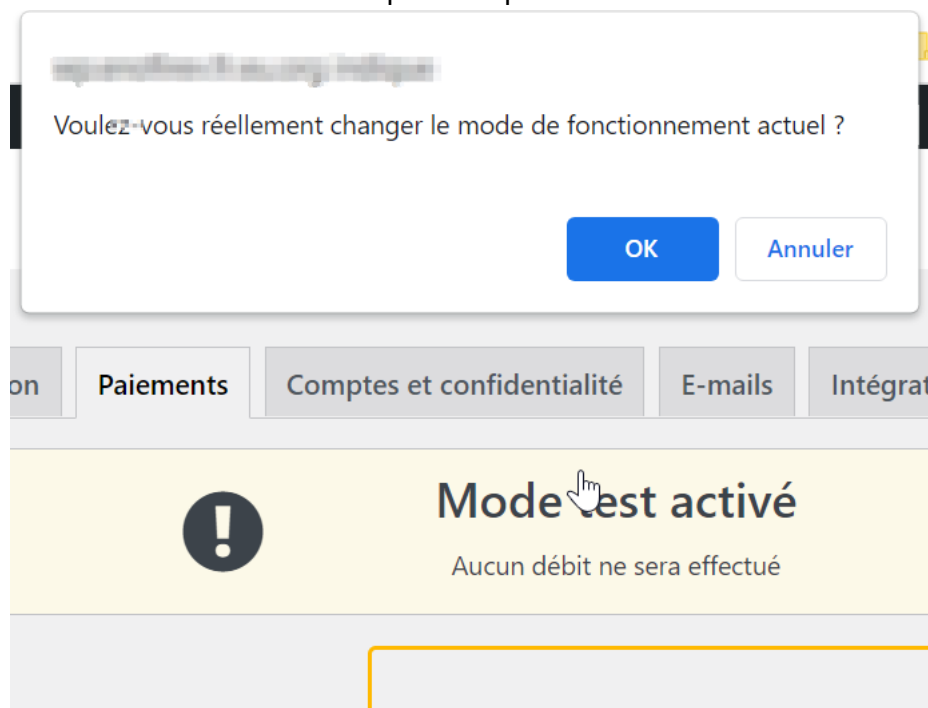 Voulez-vous réellement changer le mode de fonctionnement actuel ?
OK
Annuler
on
Paiements
Comptes et confidentialité
E-mails
Intégrat
Mode test activé
Aucun débit ne sera effectué